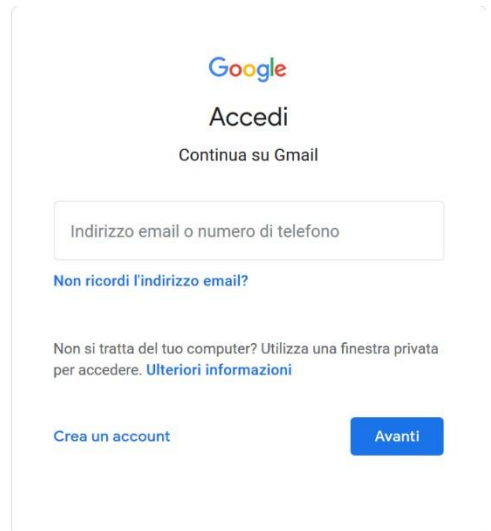 Google
Accedi
Continua su Gmail
Indirizzo email o numero di telefono
Non ricordi l'indirizzo email?
Non si tratta del tuo computer? Utilizza una finestra privata
per accedere. Ulteriori informazioni
Crea un account
Avanti